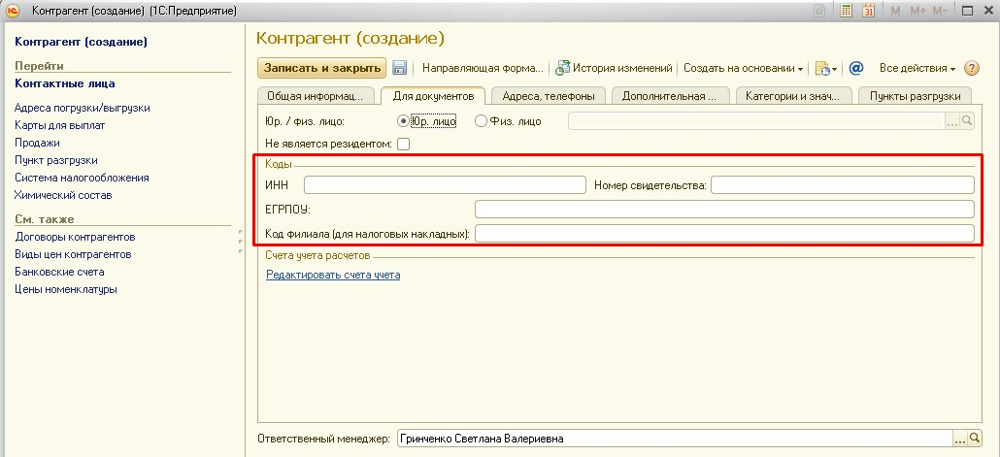 Контрагент (создание) (1С:Предприятие)
M M+ M-
31
Контрагент (создание)
Перейти
Контактные лица
Адреса погрузки/выгрузки
Карты для выплат
Продажи
Пункт разгрузки
Система налогообложения
Химический состав
См. также
Договоры контрагентов
Виды цен контрагентов
Банковские счета
Цены номенклатуры
Контрагент (создание)
Записать и закрыть Направляющая форма... История изменений Создать на основании @ Все действия ?
Общая информац... Для документов Адреса, телефоны Дополнительная ... Категории и знач... Пункты разгрузки
Юр. / физ. лицо: Юр. лицо Физ. лицо ...
Не является резидентом:
Коды
ИНН Номер свидетельства:
ЕГРПОУ:
Код филиала (для налоговых накладных):
Счета учета расчетов
Редактировать счета учета
Ответственный менеджер: Гринченко Светлана Валериевна ...